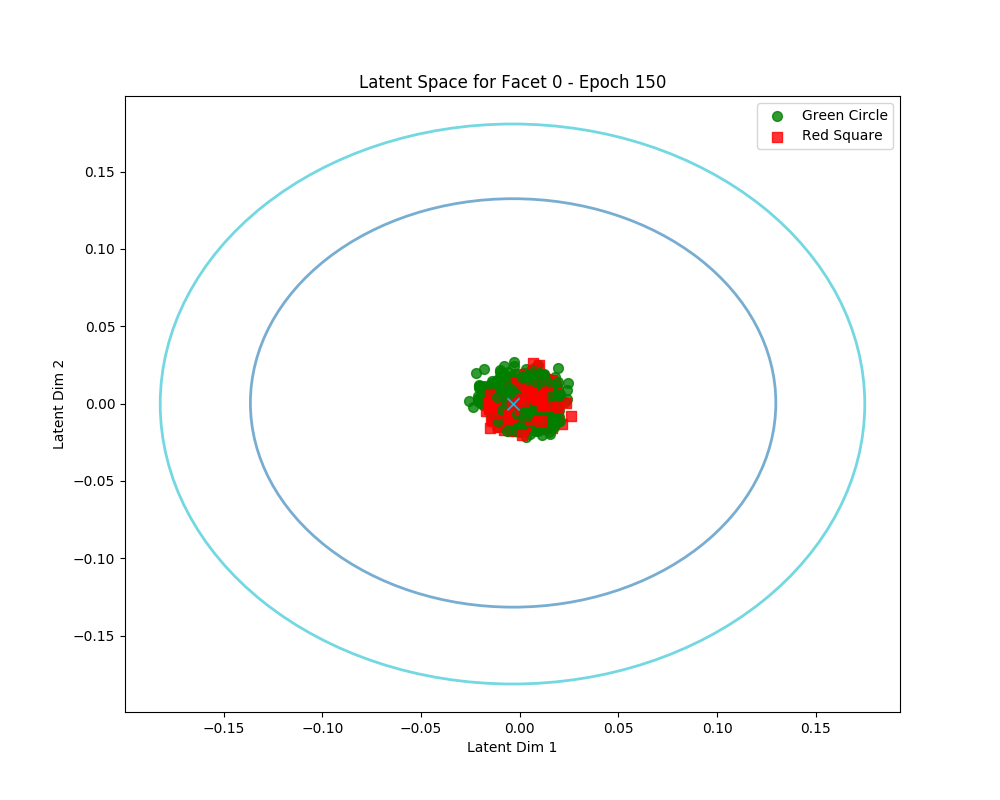 Latent Space for Facet 0 - Epoch 150
Green Circle
Red Square
0.15
0.10
0.05
0.00
−0.05
−0.10
−0.15
Latent Dim 2
−0.15 −0.10 −0.05 0.00 0.05 0.10 0.15
Latent Dim 1